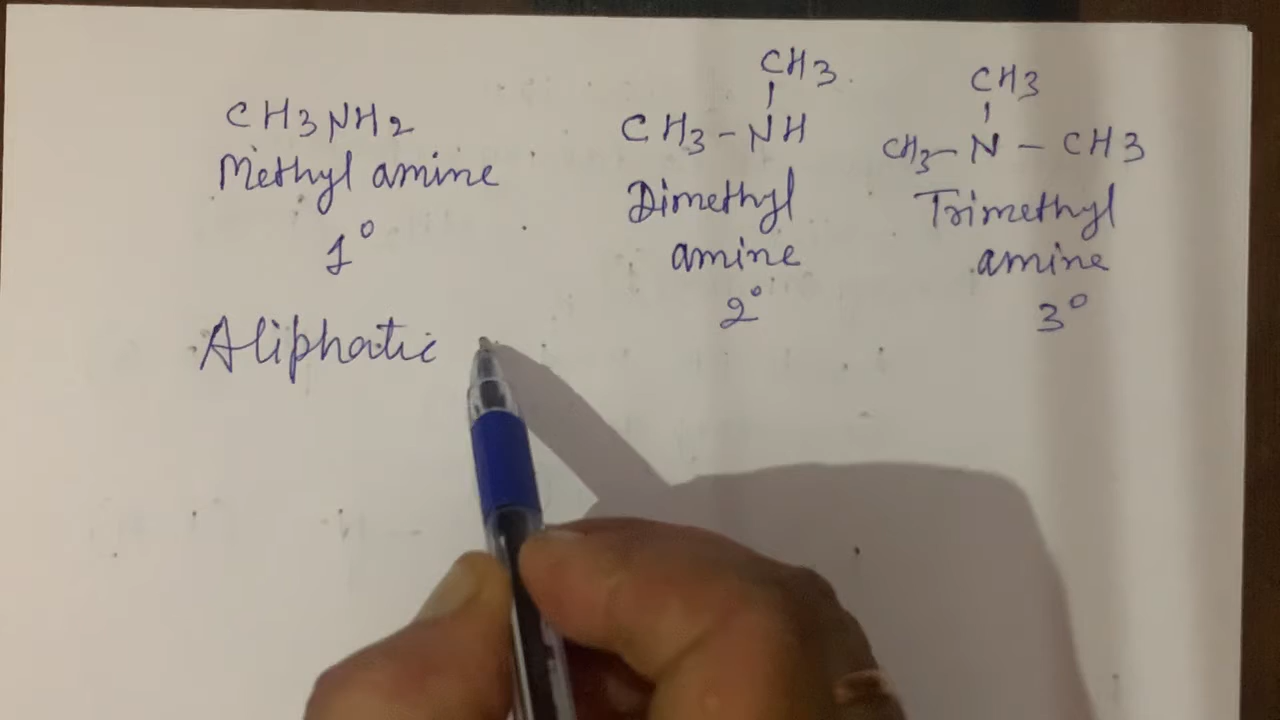 CH3NH2
Methyl amine
1°
CH3
CH3-NH
Dimethyl
amine
2°
CH3
CH3-N-CH3
Trimethyl
amine
3°
Aliphatic